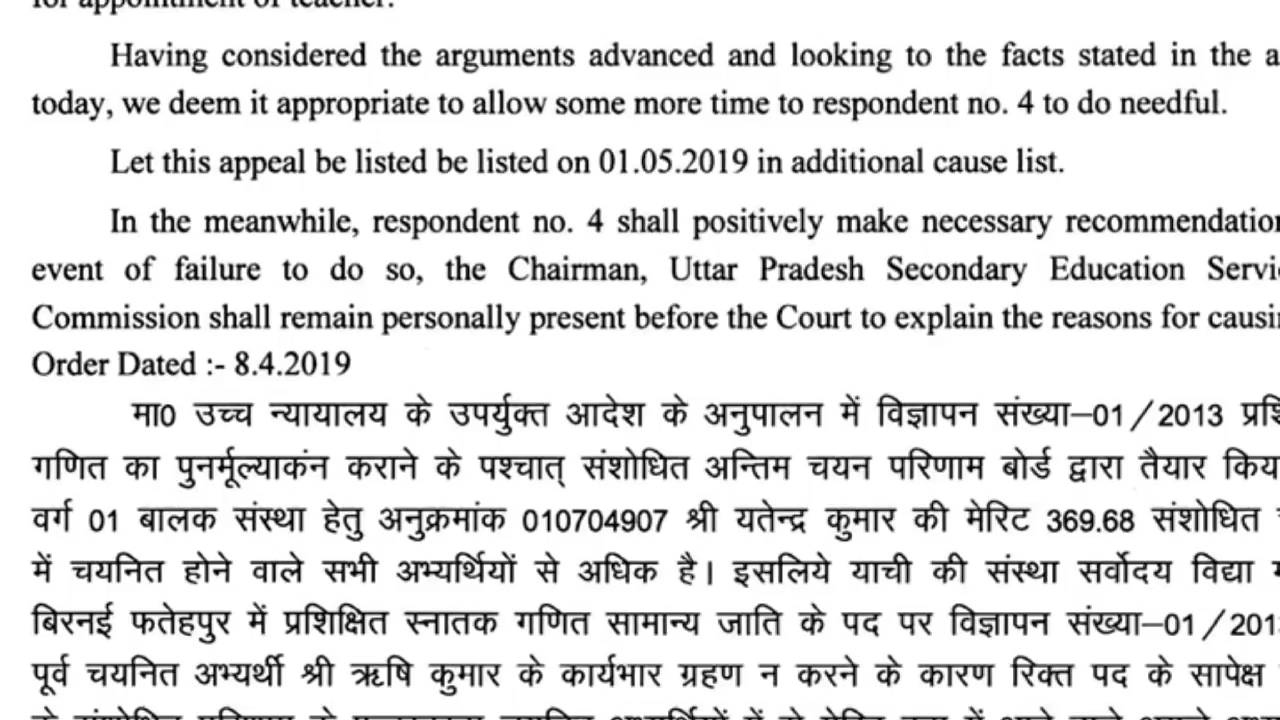 for appointment of teacher.
Having considered the arguments advanced and looking to the facts stated in the
today, we deem it appropriate to allow some more time to respondent no. 4 to do needful.
Let this appeal be listed be listed on 01.05.2019 in additional cause list.
In the meanwhile, respondent no. 4 shall positively make necessary
event of failure to do so, the Chairman, Uttar Pradesh Secondary Education
Commission shall remain personally present before the Court to explain the reasons for
Order Dated :- 8.4.2019
मा0 उच्च न्यायालय के उपर्युक्त आदेश के अनुपालन में विज्ञापन संख्या–01/2013
गणित का पुनर्मूल्याकंन कराने के पश्चात् संशोधित अन्तिम चयन परिणाम बोर्ड द्वारा तैयार
वर्ग 01 बालक संस्था हेतु अनुक्रमांक 010704907 श्री यतेन्द्र कुमार की मेरिट 369.68 संशोधित
में चयनित होने वाले सभी अभ्यर्थियों से अधिक है। इसलिये याची की संस्था सर्वोदय विद्या
बिरनई फतेहपुर में प्रशिक्षित स्नातक गणित सामान्य जाति के पद पर विज्ञापन संख्या–01/201
पूर्व चयनित अभ्यर्थी श्री ऋषि कुमार के कार्यभार ग्रहण न करने के कारण रिक्त पद के सापेक्ष